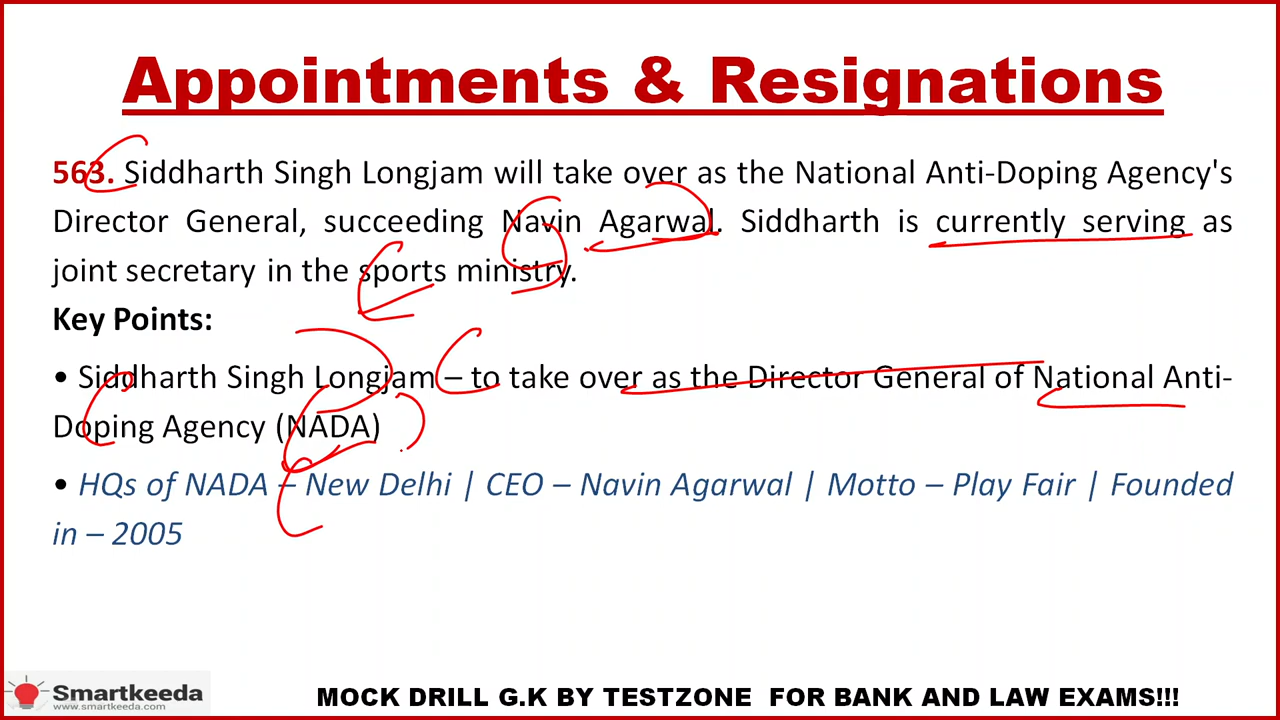 Appointments & Resignations
563. Siddharth Singh Longjam will take over as the National Anti-Doping Agency's
Director General, succeeding Navin Agarwal. Siddharth is currently serving as
joint secretary in the sports ministry.
Key Points:
• Siddharth Singh Longjam – to take over as the Director General of National Anti-
Doping Agency (NADA)
• HQs of NADA – New Delhi | CEO – Navin Agarwal | Motto – Play Fair | Founded
in – 2005
Smartkeeda
www.smartkeeda.com
MOCK DRILL G.K BY TESTZONE FOR BANK AND LAW EXAMS!!!